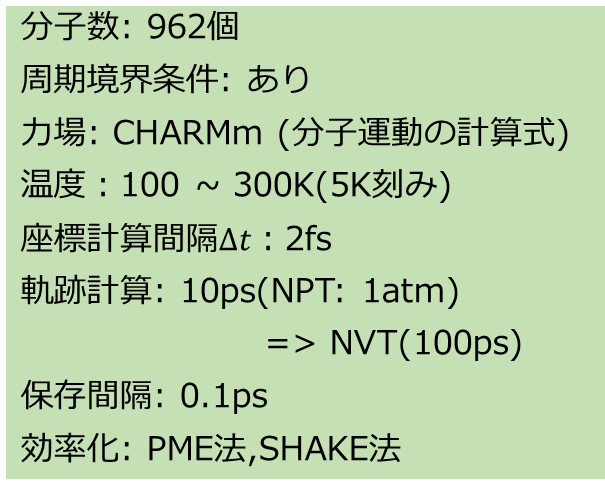 分子数: 962個
周期境界条件: あり
力場: CHARMm (分子運動の計算式)
温度：100 ~ 300K(5K刻み)
座標計算間隔Δ𝑡：2fs
軌跡計算: 10ps(NPT: 1atm)
=> NVT(100ps)
保存間隔: 0.1ps
効率化: PME法,SHAKE法